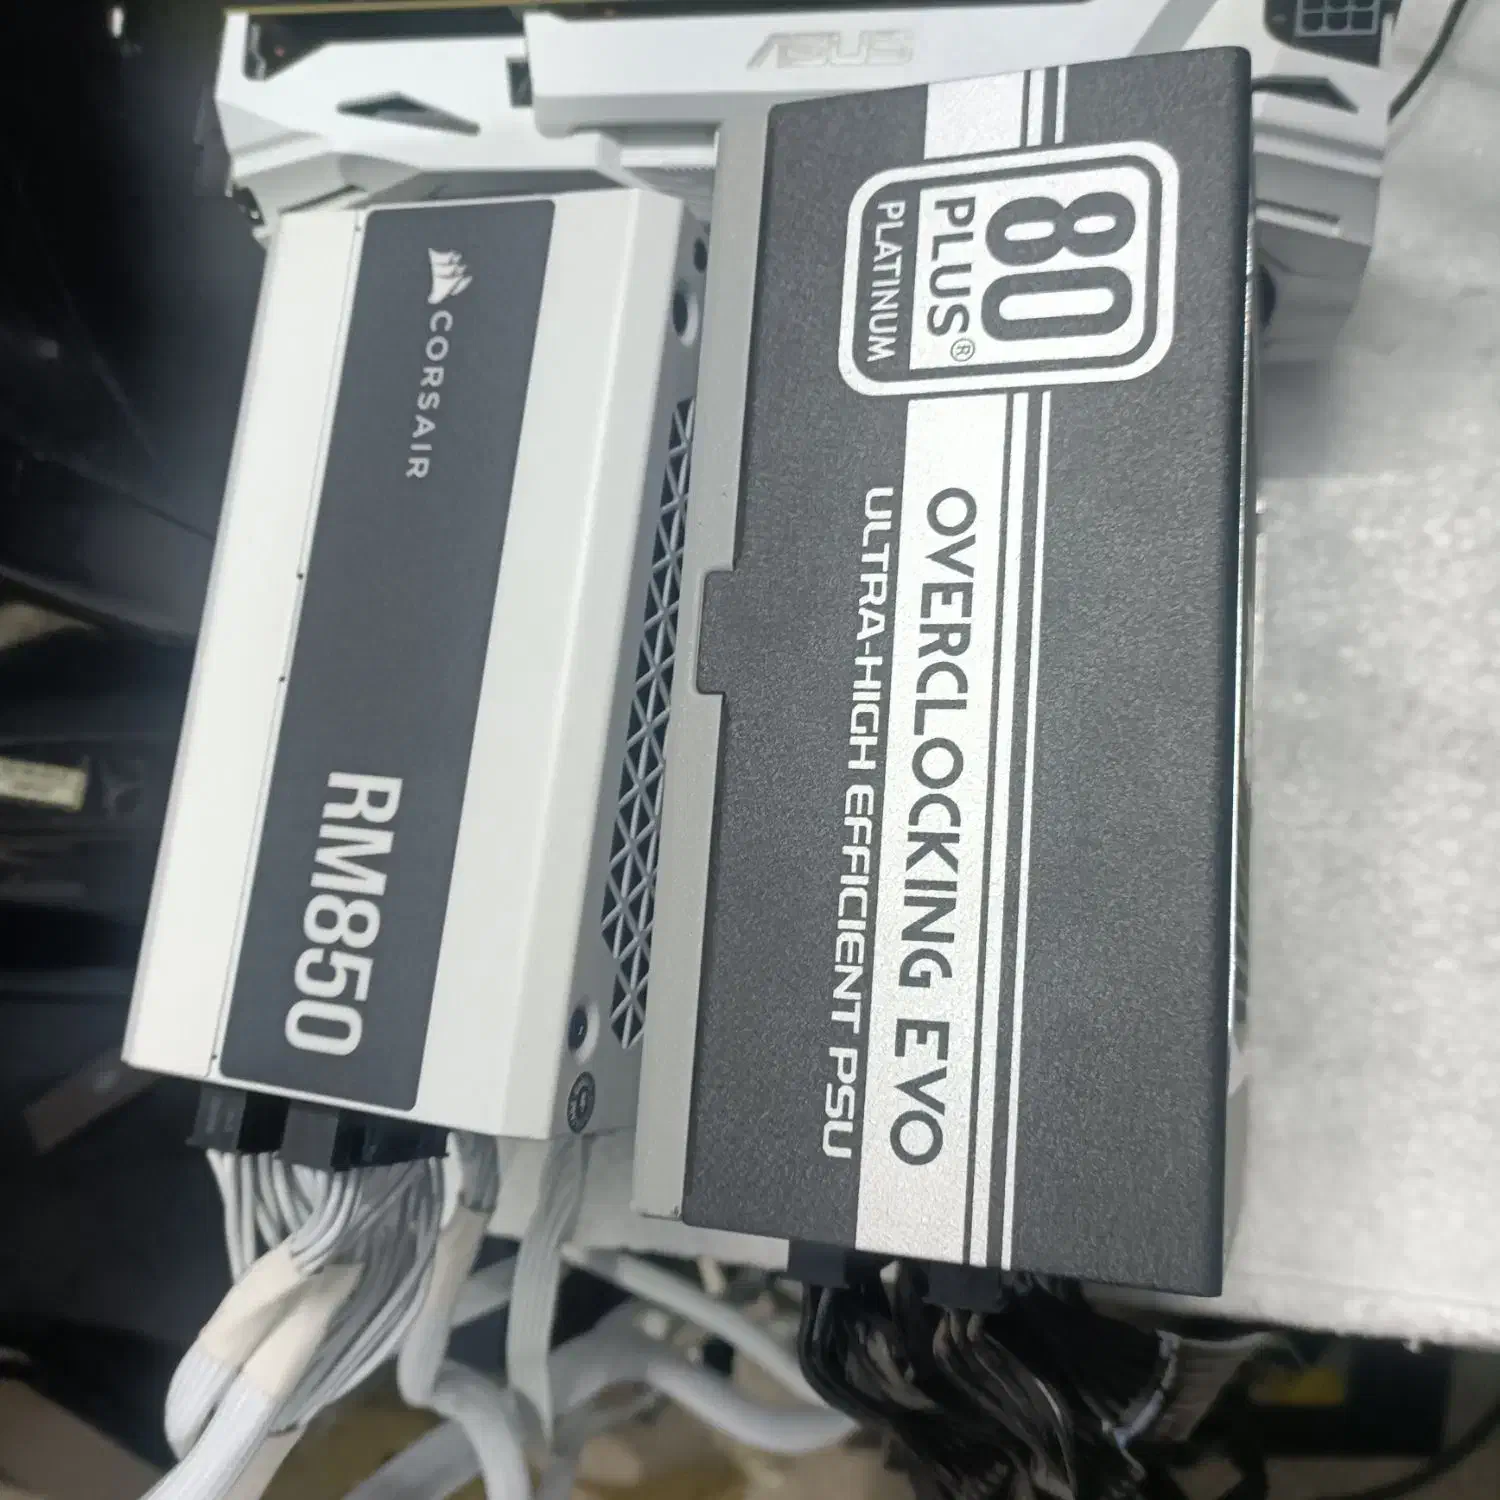 ASUS
CORSAIR
RM850
80
PLUS®
PLATINUM
OVERCLOCKING EVO
ULTRA-HIGH EFFICIENT PSU